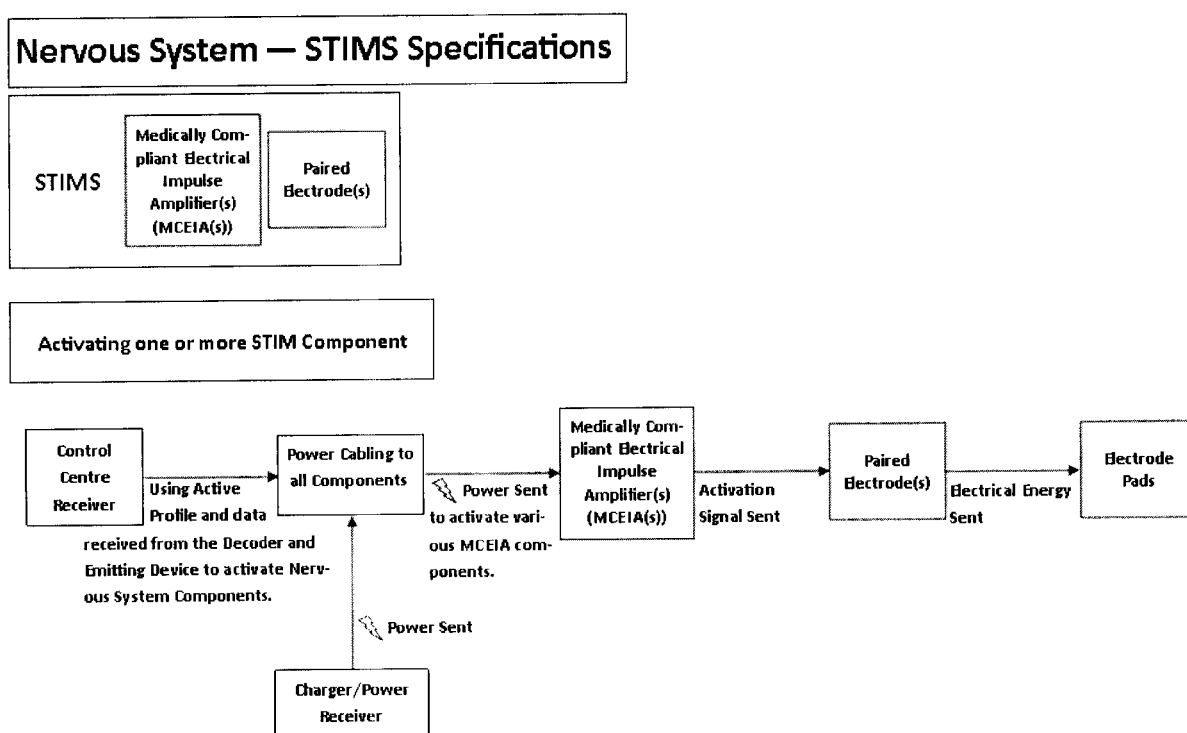 Nervous System — STIMS Specifications
STIMS
Medically Com-
pliant Electrical
Impulse
Amplifier(s)
(MCEIA(s))
Paired
Electrode(s)
Activating one or more STIM Component
Control
Centre
Receiver
Using Active
Profile and data
received from the Decoder and
Emitting Device to activate Nerv-
ous System Components.
Power Cabling to
all Components
Power Sent
to activate vari-
ous MCEIA com-
ponents.
Medically Com-
pliant Electrical
Impulse
Amplifier(s)
(MCEIA(s))
Activation
Signal Sent
Paired
Electrode(s)
Electrical Energy
Sent
Electrode
Pads
Power Sent
Charger/Power
Receiver